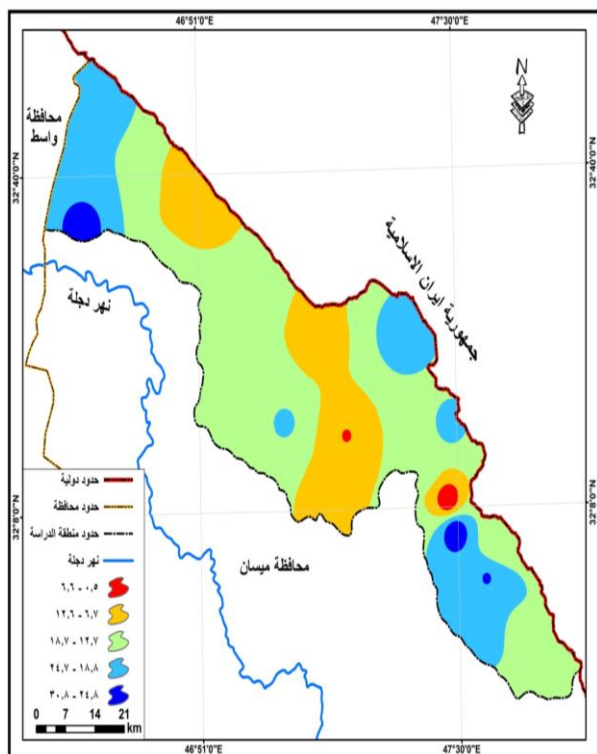 46°51'0"E
47°30'0"E
N
محافظة
واسط
32°40'0"N
32°40'0"N
جمهورية ايران الاسلامية
نهر دجلة
حدود دولية
حدود محافظة
حدود منطقة الدراسة
نهر دجلة
٠,٥ - ٦,٦
٦,٧ - ١٢,٦
١٢,٧ - ١٨,٧
١٨,٨ - ٢٤,٧
٢٤,٨ - ٣٠,٨
0 7 14 21
km
32°8'0"N
32°8'0"N
محافظة ميسان
46°51'0"E
47°30'0"E